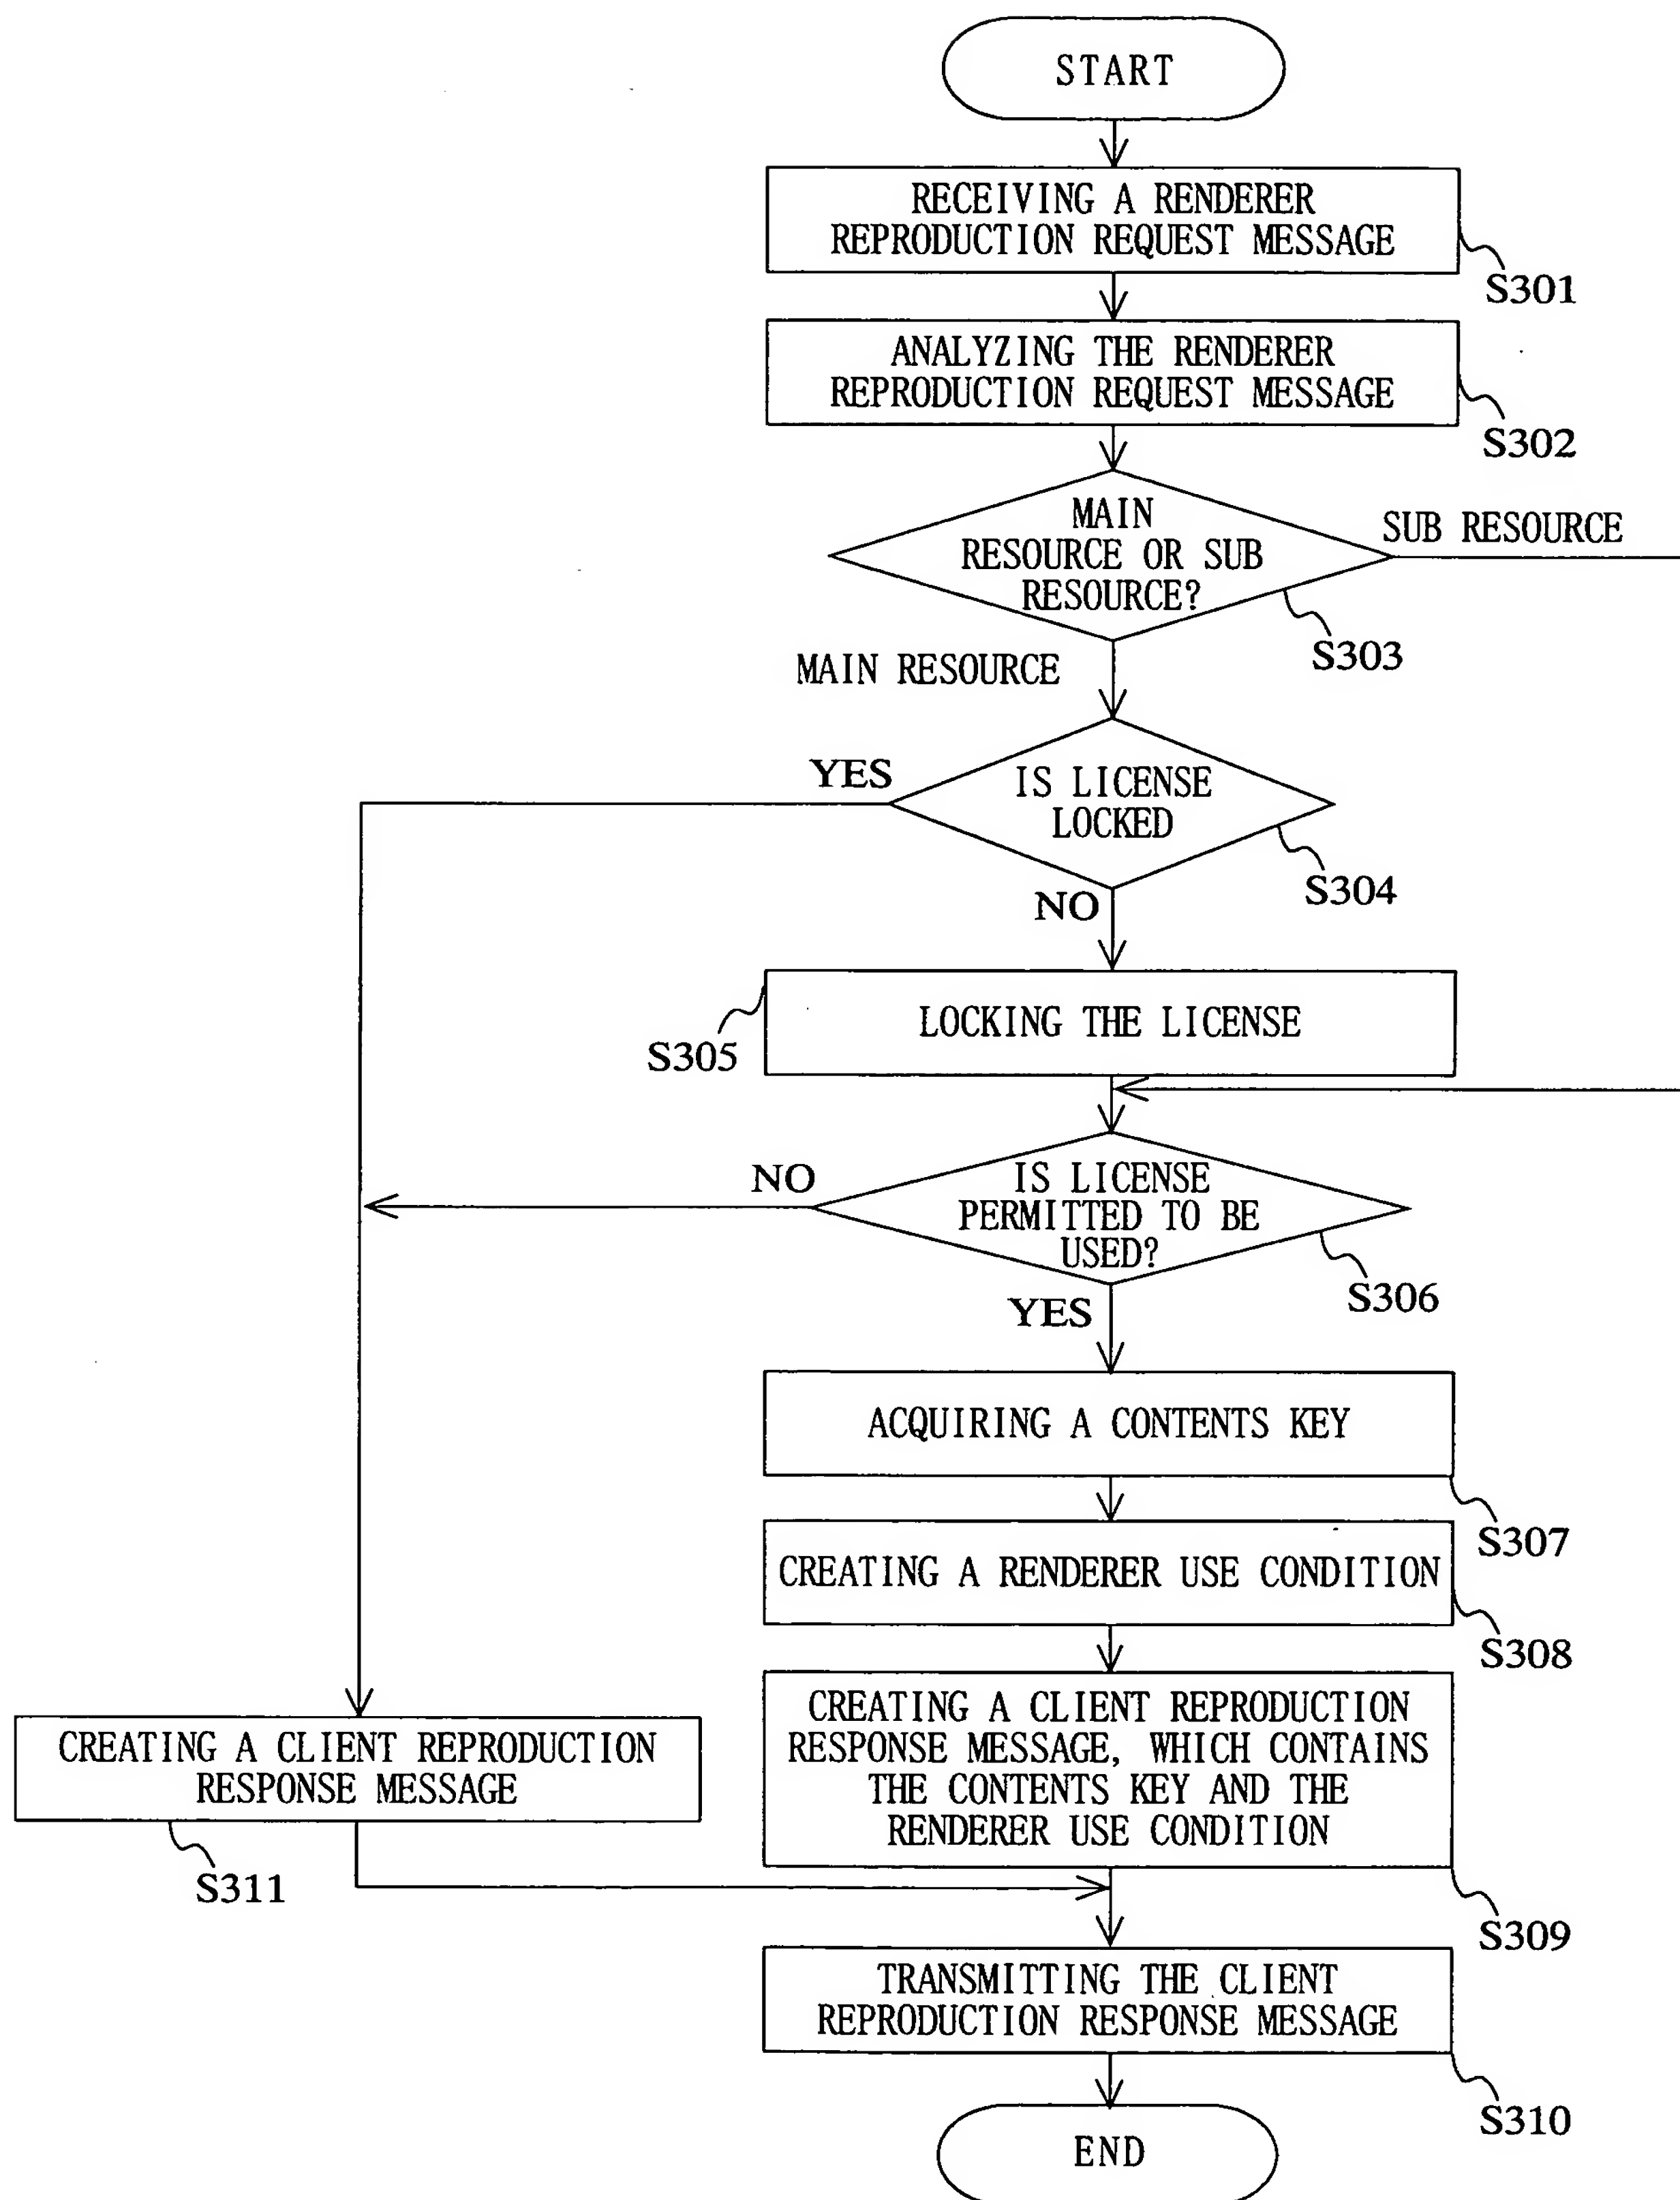 START
RECEIVING A RENDERER
REPRODUCTION REQUEST MESSAGE
S301
ANALYZING THE RENDERER
REPRODUCTION REQUEST MESSAGE
S302
MAIN
RESOURCE OR SUB
RESOURCE?
SUB RESOURCE
S303
MAIN RESOURCE
YES
IS LICENSE
LOCKED
S304
NO
LOCKING THE LICENSE
S305
NO
IS LICENSE
PERMITTED TO BE
USED?
S306
YES
ACQUIRING A CONTENTS KEY
S307
CREATING A RENDERER USE CONDITION
S308
CREATING A CLIENT REPRODUCTION
RESPONSE MESSAGE, WHICH CONTAINS
THE CONTENTS KEY AND THE
RENDERER USE CONDITION
S309
CREATING A CLIENT REPRODUCTION
RESPONSE MESSAGE
S311
TRANSMITTING THE CLIENT
REPRODUCTION RESPONSE MESSAGE
S310
END